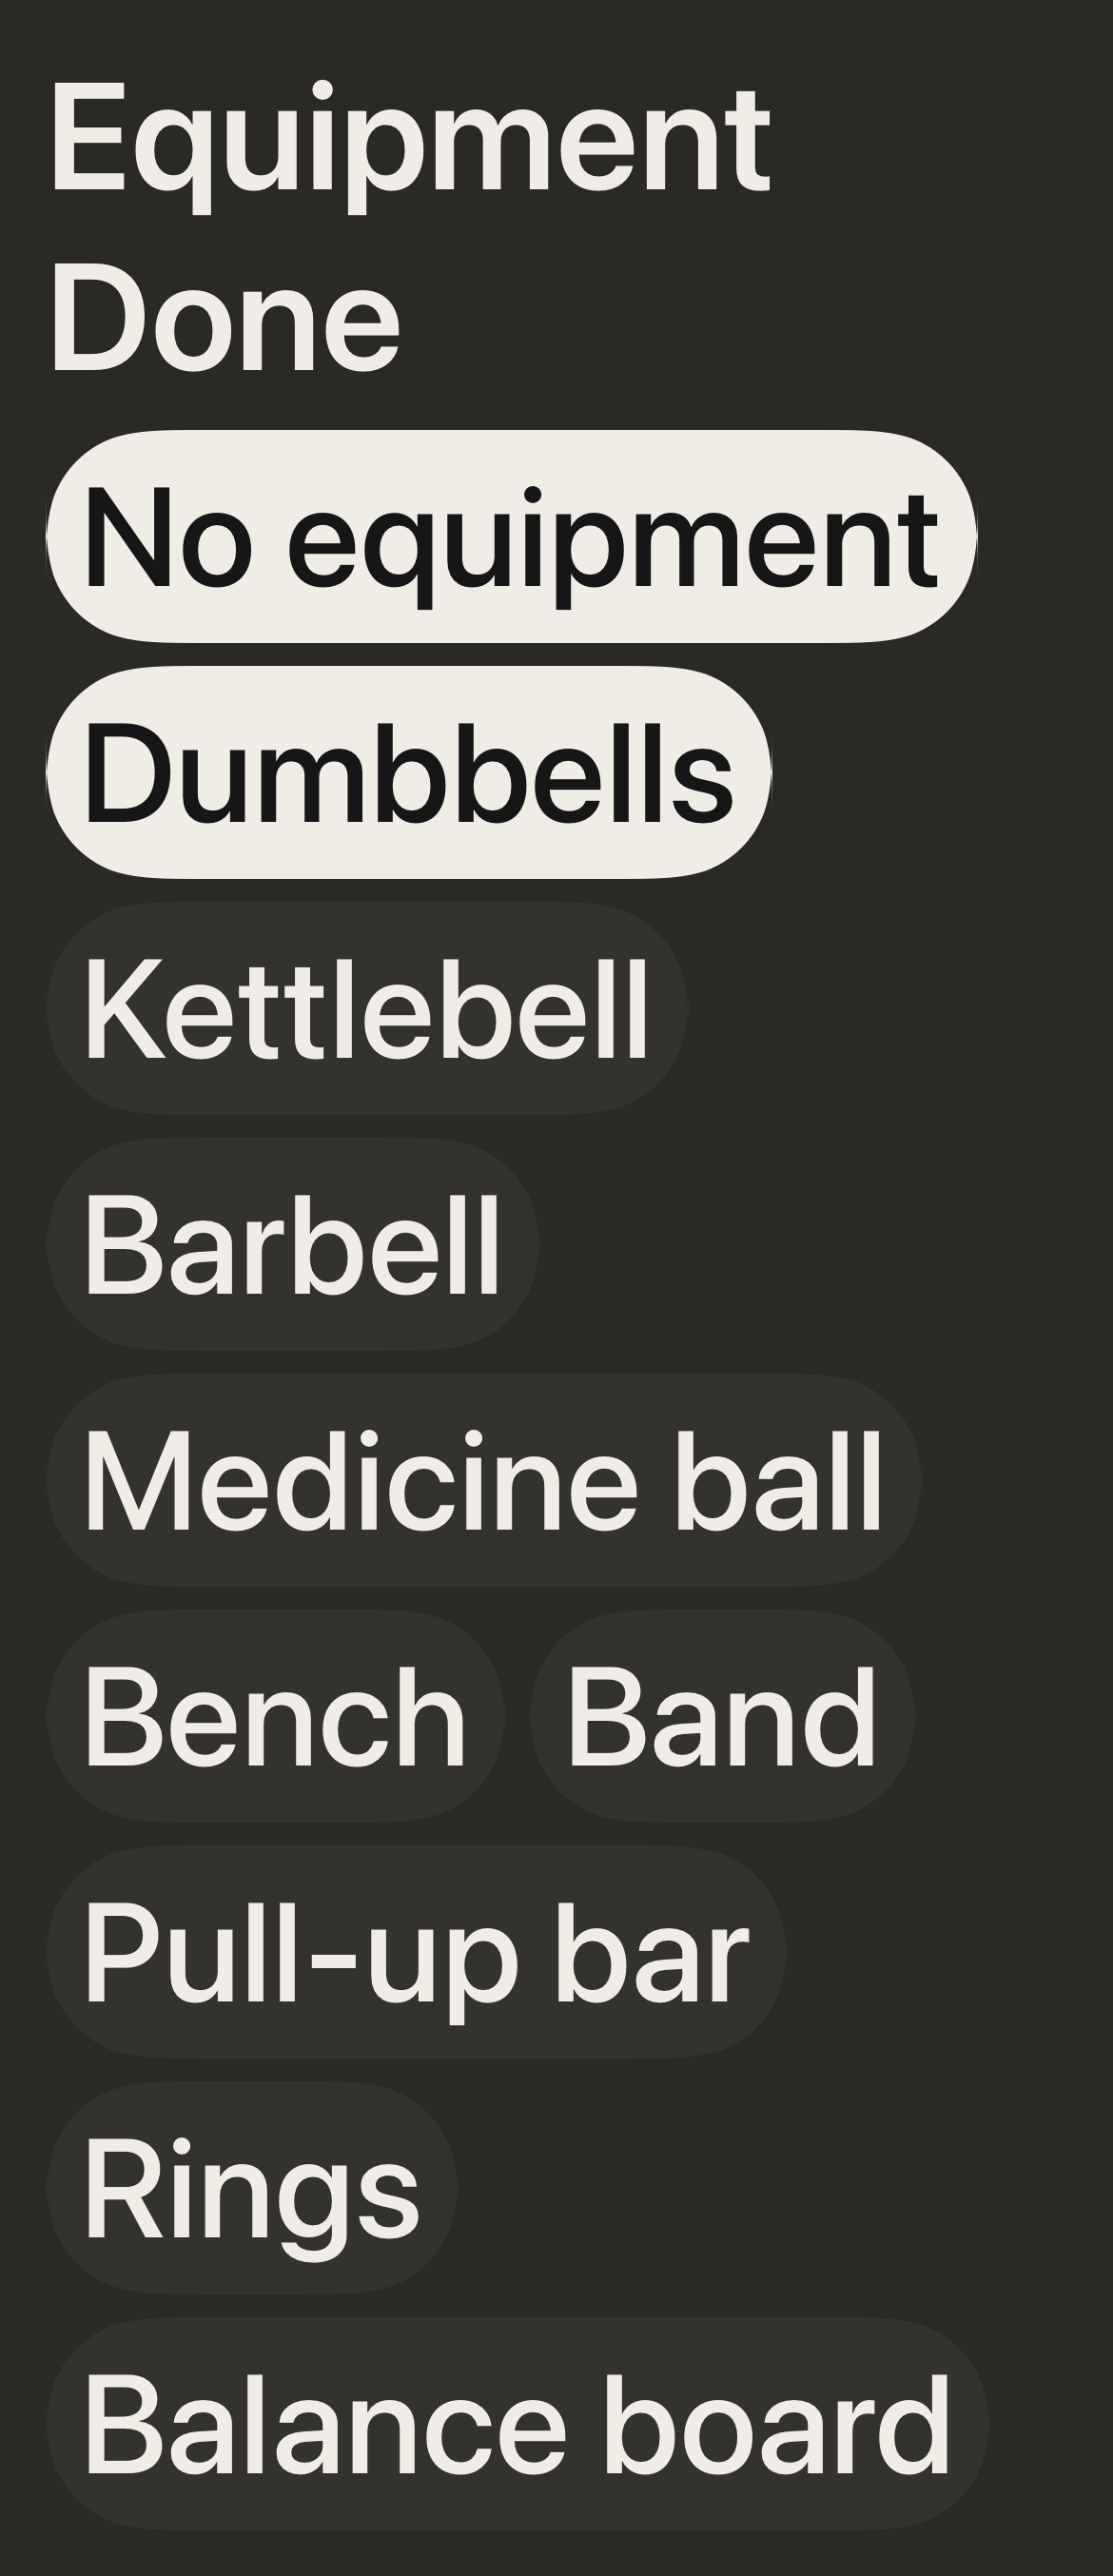 Equipment
Done
No equipment
Dumbbells
Kettlebell
Barbell
Medicine ball
Bench Band
Pull-up bar
Rings
Balance board